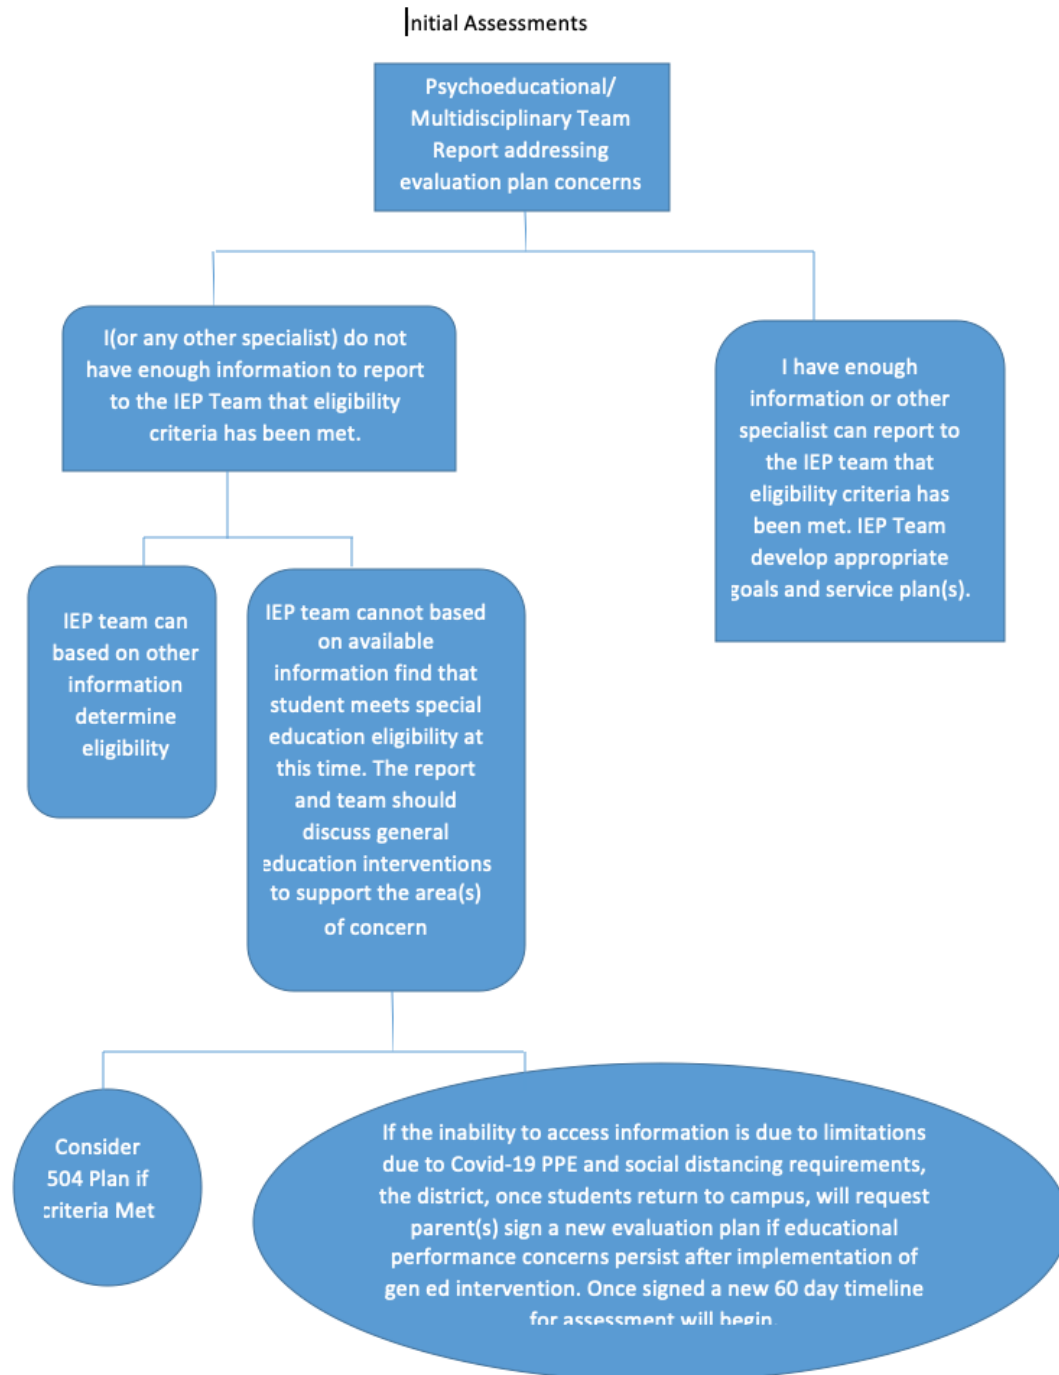 nitial Assessments
Psychoeducational/
Multidisciplinary Team
Report addressing
evaluation plan concerns
I(or any other specialist) do not
have enough information to report
to the IEP Team that eligibility
criteria has been met.
I have enough
information or other
specialist can report to
the IEP team that
eligibility criteria has
been met. IEP Team
develop appropriate
goals and service plan(s).
IEP team can
based on other
information
determine
eligibility
IEP team cannot based
on available
information find that
student meets special
education eligibility at
this time. The report
and team should
discuss general
education interventions
to support the area(s)
of concern
Consider
504 Plan if
criteria Met
If the inability to access information is due to limitations
due to Covid-19 PPE and social distancing requirements,
the district, once students return to campus, will request
parent(s) sign a new evaluation plan if educational
performance concerns persist after implementation of
gen ed intervention. Once signed a new 60 day timeline
for assessment will begin.